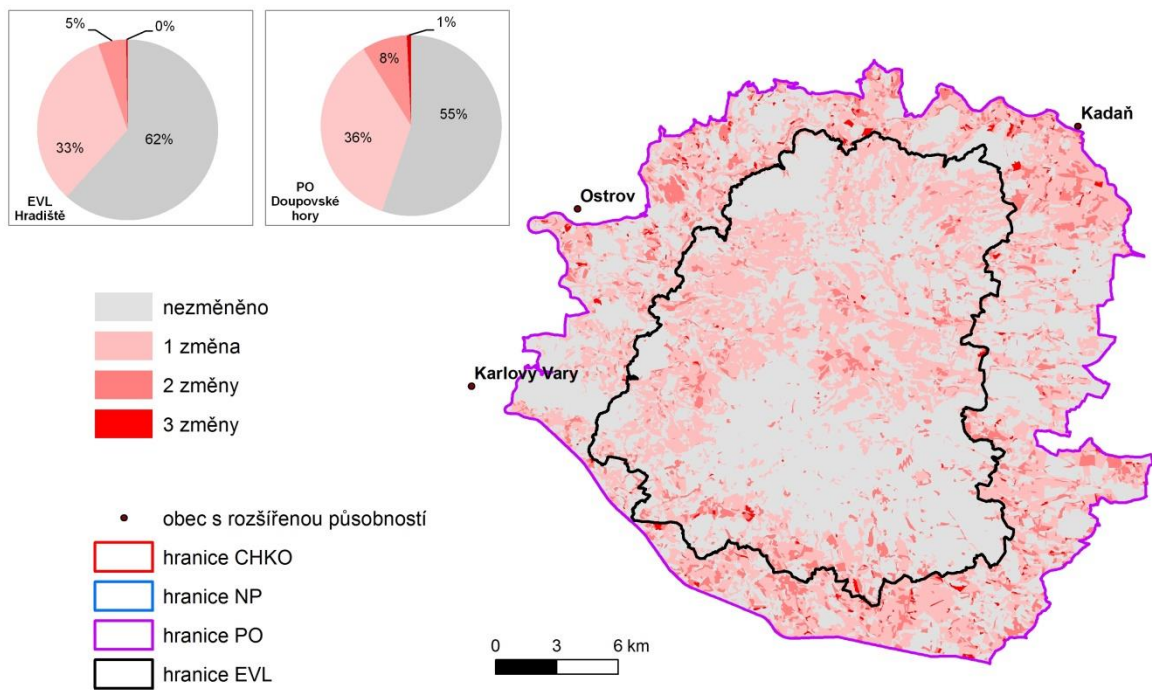 5%
0%
33%
62%
EVL
Hradiště
1%
8%
36%
55%
PO
Doupovské
hory
Kadaň
Ostrov
Karlovy Vary
nezměněno
1 změna
2 změny
3 změny
obec s rozšířenou působností
hranice CHKO
hranice NP
hranice PO
hranice EVL
0 3 6 km